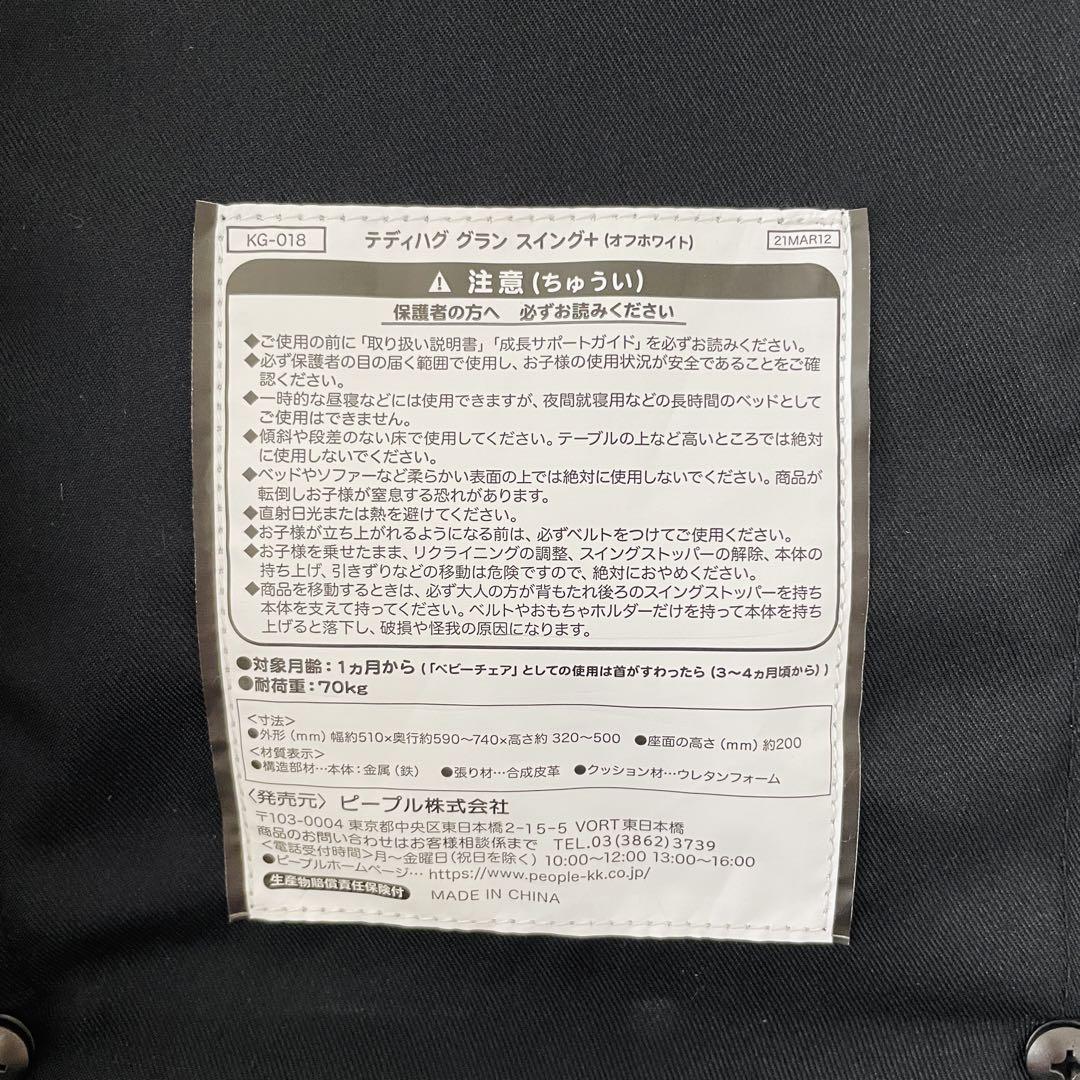 KG-018 テディハグ グラン スイング+(オフホワイト) 21MAR12
注意(ちゅうい)
保護者の方へ 必ずお読みください
◆ご使用の前に「取り扱い説明書」「成長サポートガイド」を必ずお読みください。
◆必ず保護者の目の届く範囲で使用し、お子様の使用状況が安全であることをご確
認ください。
◆一時的な昼寝などには使用できますが、夜間就寝用などの長時間のベッドとして
ご使用はできません。
◆傾斜や段差のない床で使用してください。テーブルの上など高いところでは絶対
に使用しないでください。
◆ベッドやソファーなど柔らかい表面の上では絶対に使用しないでください。商品が
転倒しお子様が窒息する恐れがあります。
◆直射日光または熱を避けてください。
◆お子様が立ち上がれるようになる前は、必ずベルトをつけてご使用ください。
◆お子様を乗せたまま、リクライニングの調整、スイングストッパーの解除、本体の
持ち上げ、引きずりなどの移動は危険ですので、絶対におやめください。
◆商品を移動するときは、必ず大人の方が背もたれ後ろのスイングストッパーを持ち
本体を支えて持ってください。ベルトやおもちゃホルダーだけを持って本体を持ち
上げると落下し、破損や怪我の原因になります。
●対象月齢:1ヵ月から(「ベビーチェア」としての使用は首がすわったら(3〜4ヵ月頃から))
●耐荷重:70kg
<寸法>
●外形(mm)幅約510×奥行約590〜740×高さ約 320〜500 ●座面の高さ(mm)約200
<材質表示>
●構造部材…本体:金属(鉄) ●張り材…合成皮革 ●クッション材…ウレタンフォーム
〈発売元〉ピープル株式会社
〒103-0004 東京都中央区東日本橋2-15-5 VORT東日本橋
商品のお問い合わせはお客様相談係まで TEL.03(3862)3739
<電話受付時間>月〜金曜日(祝日を除く) 10:00〜12:00 13:00〜16:00
●ピープルホームページ… https://www.people-kk.co.jp/
生産物賠償責任保険付 MADE IN CHINA